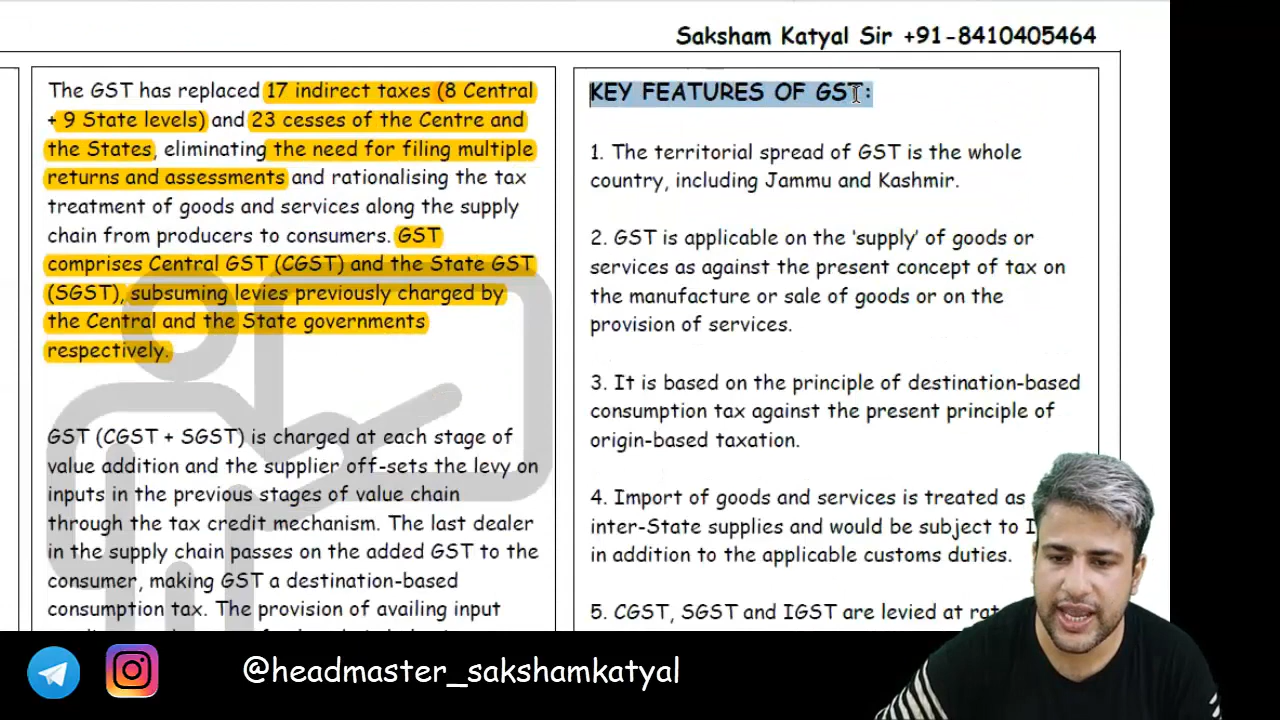 Saksham Katyal Sir +91-8410405464
The GST has replaced 17 indirect taxes (8 Central
+ 9 State levels) and 23 cesses of the Centre and
the States, eliminating the need for filing multiple
returns and assessments and rationalising the tax
treatment of goods and services along the supply
chain from producers to consumers. GST
comprises Central GST (CGST) and the State GST
(SGST), subsuming levies previously charged by
the Central and the State governments
respectively.
GST (CGST + SGST) is charged at each stage of
value addition and the supplier off-sets the levy on
inputs in the previous stages of value chain
through the tax credit mechanism. The last dealer
in the supply chain passes on the added GST to the
consumer, making GST a destination-based
consumption tax. The provision of availing input
KEY FEATURES OF GST:
1. The territorial spread of GST is the whole
country, including Jammu and Kashmir.
2. GST is applicable on the ‘supply’ of goods or
services as against the present concept of tax on
the manufacture or sale of goods or on the
provision of services.
3. It is based on the principle of destination-based
consumption tax against the present principle of
origin-based taxation.
4. Import of goods and services is treated as
inter-State supplies and would be subject to
in addition to the applicable customs duties.
5. CGST, SGST and IGST are levied at
@headmaster_sakshamkatyal